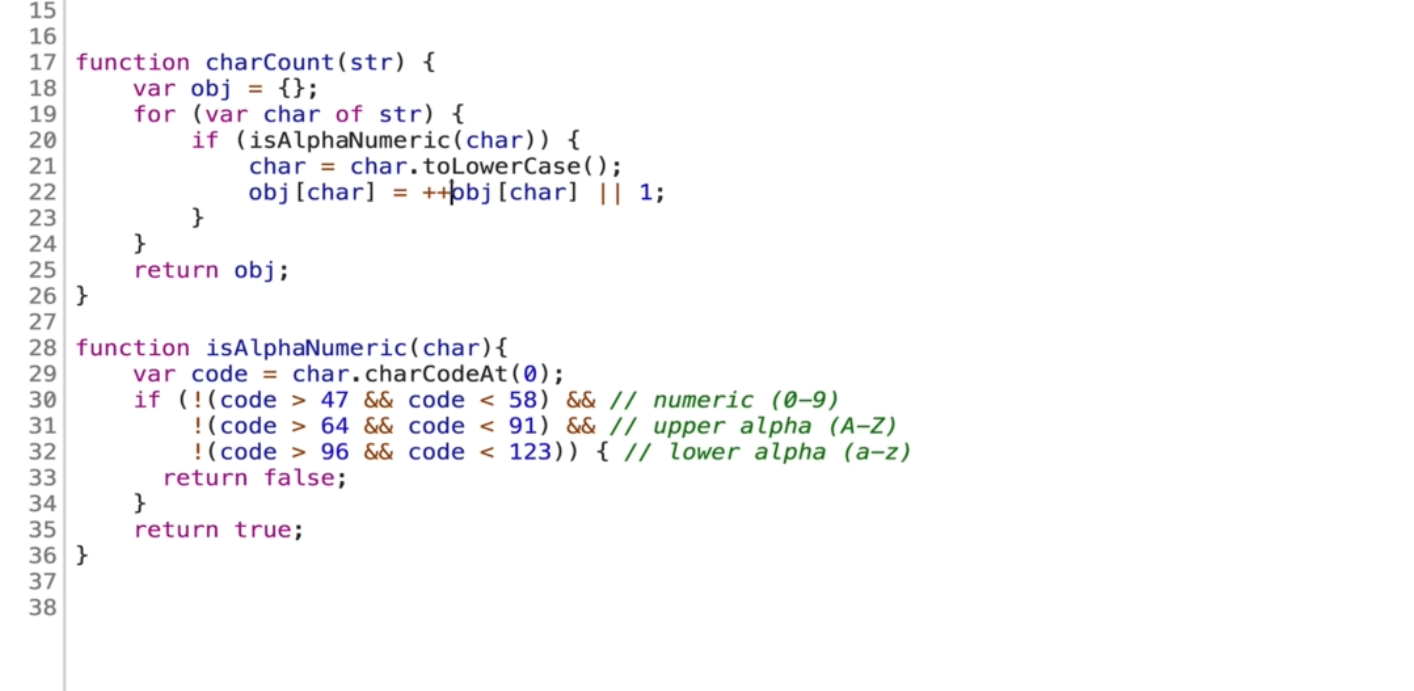 15
16
17 function charCount(str) {
18     var obj = {};
19     for (var char of str) {
20         if (isAlphaNumeric(char)) {
21             char = char.toLowerCase();
22             obj[char] = ++obj[char] || 1;
23         }
24     }
25     return obj;
26 }
27
28 function isAlphaNumeric(char){
29     var code = char.charCodeAt(0);
30     if (!(code > 47 && code < 58) && // numeric (0-9)
31         !(code > 64 && code < 91) && // upper alpha (A-Z)
32         !(code > 96 && code < 123)) { // lower alpha (a-z)
33       return false;
34     }
35     return true;
36 }
37
38